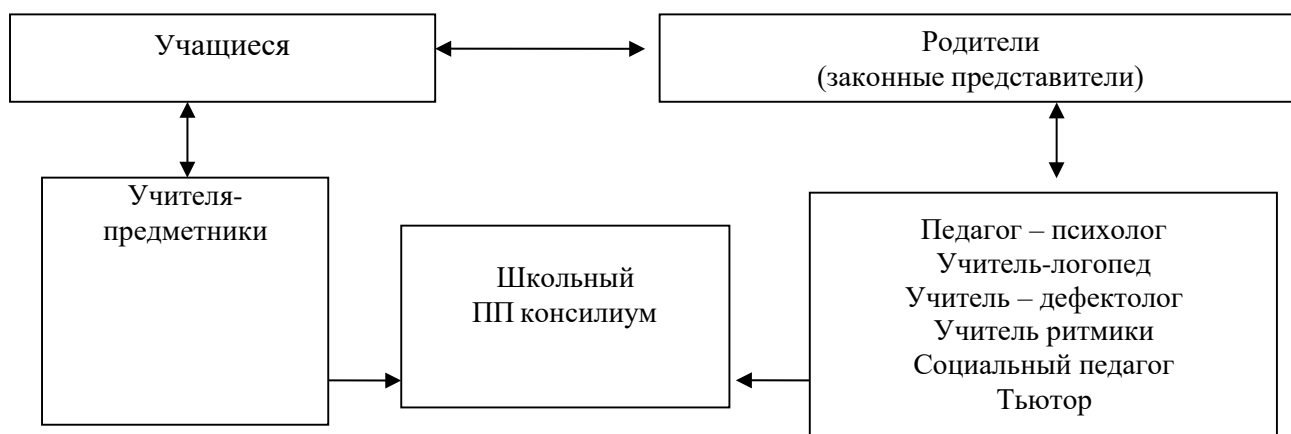 Учащиеся
Родители
(законные представители)
Учителя-
предметники
Школьный
ПП консилиум
Педагог – психолог
Учитель-логопед
Учитель – дефектолог
Учитель ритмики
Социальный педагог
Тьютор